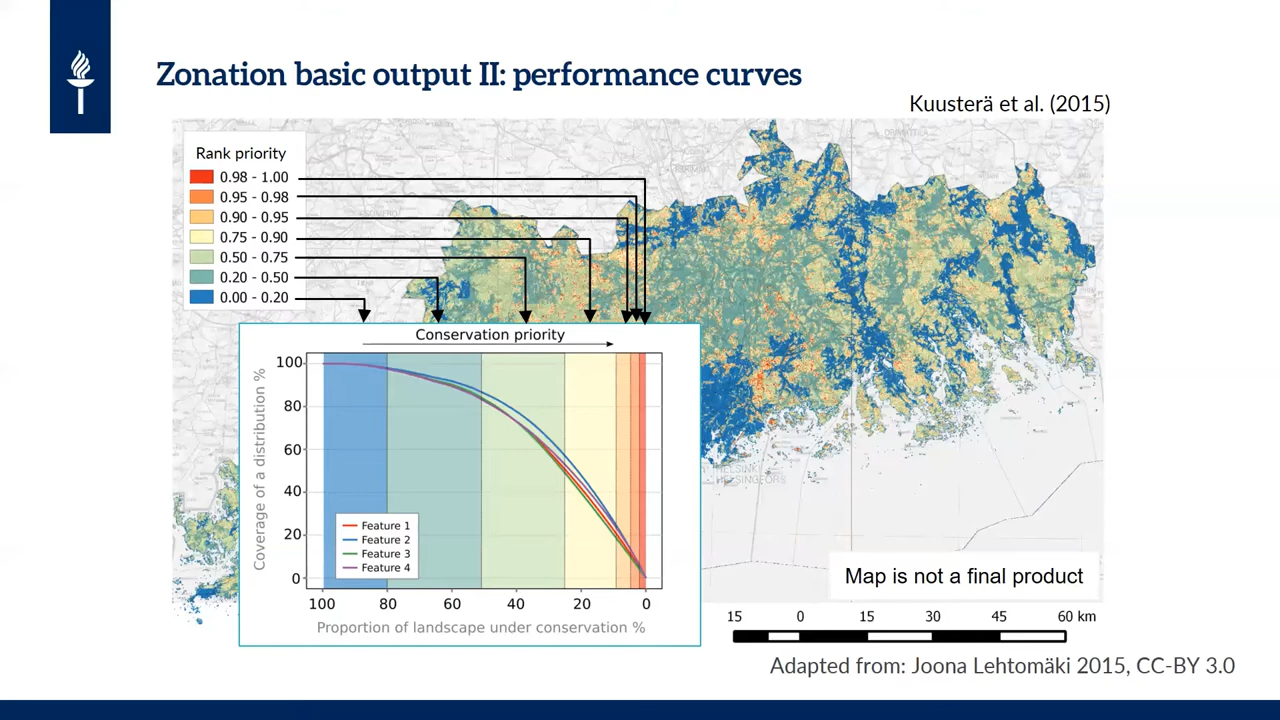 Zonation basic output II: performance curves
Kuusterä et al. (2015)
Rank priority
0.98 - 1.00
0.95 - 0.98
0.90 - 0.95
0.75 - 0.90
0.50 - 0.75
0.20 - 0.50
0.00 - 0.20
Conservation priority
Coverage of a distribution %
100
80
60
40
20
0
Feature 1
Feature 2
Feature 3
Feature 4
100 80 60 40 20 0
Proportion of landscape under conservation %
HELSINGFORS
Map is not a final product
15 0 15 30 45 60 km
Adapted from: Joona Lehtomäki 2015, CC-BY 3.0